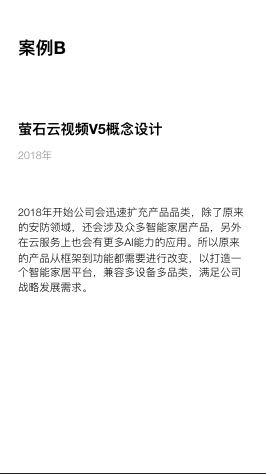 案例B
萤石云视频V5概念设计
2018年
2018年开始公司会迅速扩充产品品类，除了原来
的安防领域，还会涉及众多智能家居产品，另外
在云服务上也会有更多AI能力的应用。所以原来
的产品从框架到功能都需要进行改变，以打造一
个智能家居平台，兼容多设备多品类，满足公司
战略发展需求。